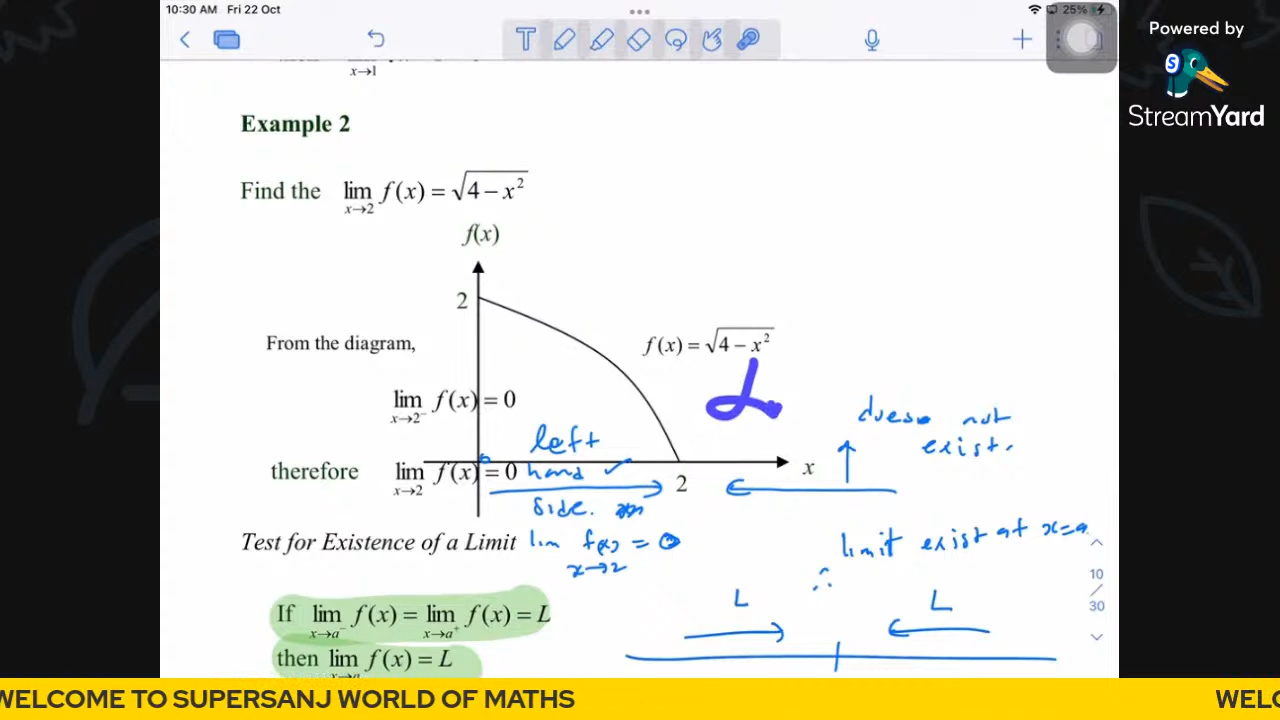 10:30 AM Fri 22 Oct
25%
Powered by
StreamYard
x→1
Example 2
Find the lim x→2 f(x) = √4 − x²
f(x)
2
From the diagram,
f(x) = √4 − x²
lim x→2⁻ f(x) = 0
does not
exist.
left
therefore lim x→2 f(x) = 0 hand ✓
x
2
side.
Test for Existence of a Limit lim x→2 f(x) = 0
limit exist at x=a
10
/
30
∴
L
L
If lim x→a⁻ f(x) = lim x→a⁺ f(x) = L
then lim x→a f(x) = L
WELCOME TO SUPERSANJ WORLD OF MATHS
WELC